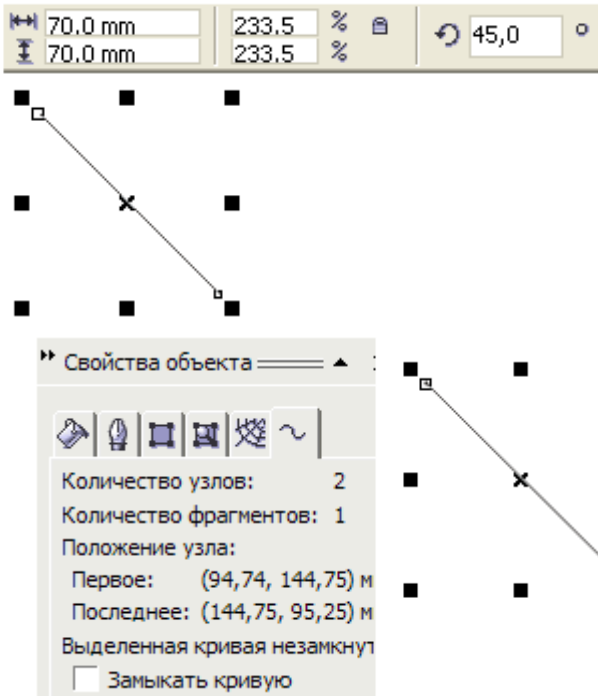 70.0 mm 233.5 %
70.0 mm 233.5 %
45,0 °
Свойства объекта
Количество узлов: 2
Количество фрагментов: 1
Положение узла:
Первое: (94,74, 144,75) м
Последнее: (144,75, 95,25) м
Выделенная кривая незамкнут
Замыкать кривую